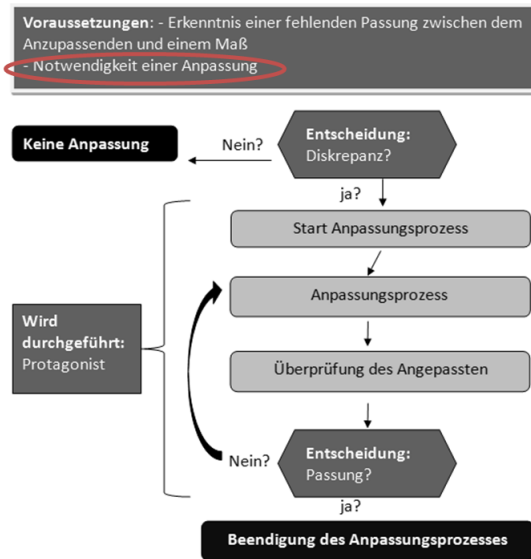 Voraussetzungen: - Erkenntnis einer fehlenden Passung zwischen dem
Anzupassenden und einem Maß
- Notwendigkeit einer Anpassung
Keine Anpassung
Nein?
Entscheidung:
Diskrepanz?
ja?
Start Anpassungsprozess
Anpassungsprozess
Wird
durchgeführt:
Protagonist
Überprüfung des Angepassten
Nein?
Entscheidung:
Passung?
ja?
Beendigung des Anpassungsprozesses